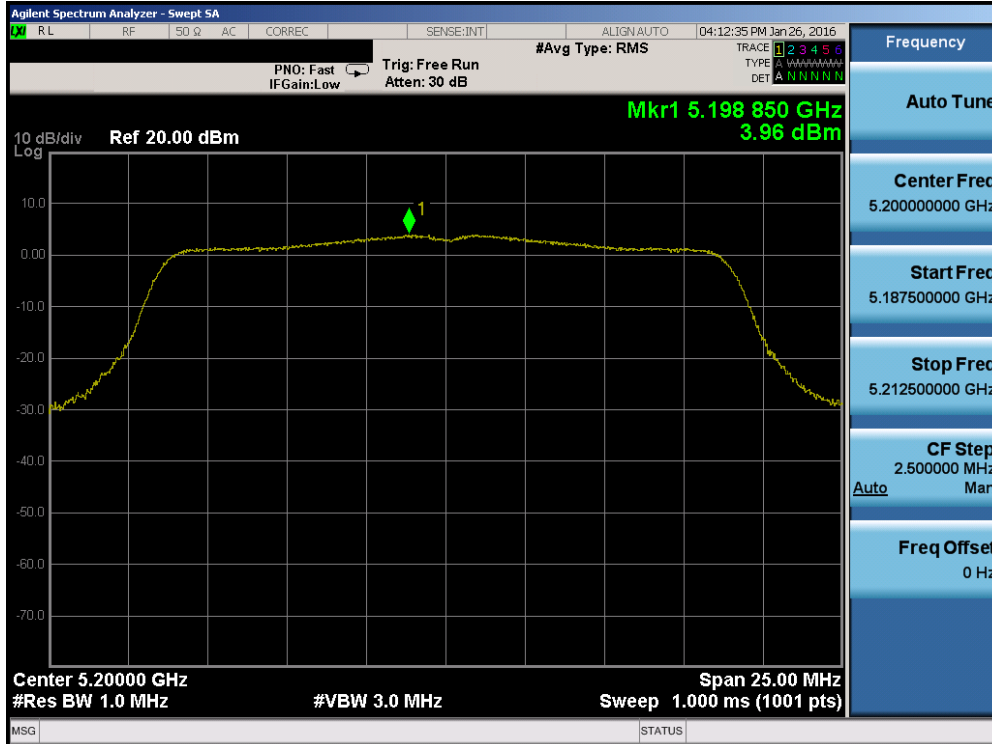 Agilent Spectrum Analyzer - Swept SA
LXI RL RF 50 Ω AC CORREC SENSE:INT ALIGN AUTO 04:12:35 PM Jan 26, 2016
#Avg Type: RMS
TRACE 1 2 3 4 5 6
PNO: Fast Trig: Free Run TYPE A WWWWW
IFGain:Low Atten: 30 dB DET A N N N N N
Mkr1 5.198 850 GHz
3.96 dBm
10 dB/div Ref 20.00 dBm
Log
1
10.0
0.00
-10.0
-20.0
-30.0
-40.0
-50.0
-60.0
-70.0
Center 5.20000 GHz Span 25.00 MHz
#Res BW 1.0 MHz #VBW 3.0 MHz Sweep 1.000 ms (1001 pts)
MSG STATUS
Frequency
Auto Tune
Center Freq
5.200000000 GHz
Start Freq
5.187500000 GHz
Stop Freq
5.212500000 GHz
CF Step
2.500000 MHz
Auto Man
Freq Offset
0 Hz